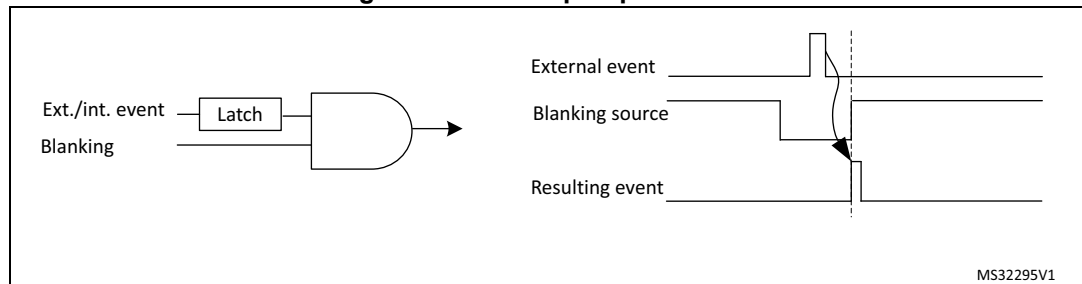 Ext./int. event
Latch
Blanking
External event
Blanking source
Resulting event
MS32295V1